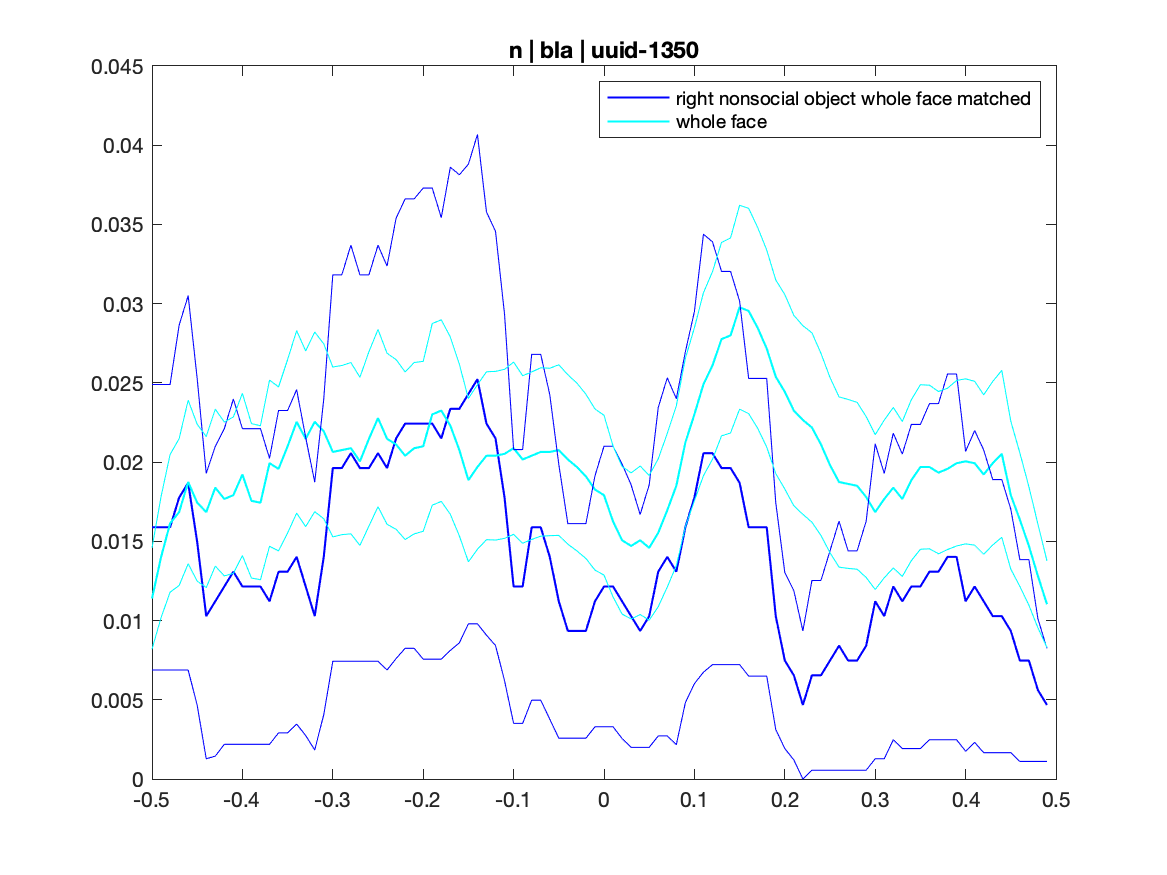 n | bla | uuid-1350
right nonsocial object whole face matched
whole face
0.045
0.04
0.035
0.03
0.025
0.02
0.015
0.01
0.005
0
-0.5 -0.4 -0.3 -0.2 -0.1 0 0.1 0.2 0.3 0.4 0.5